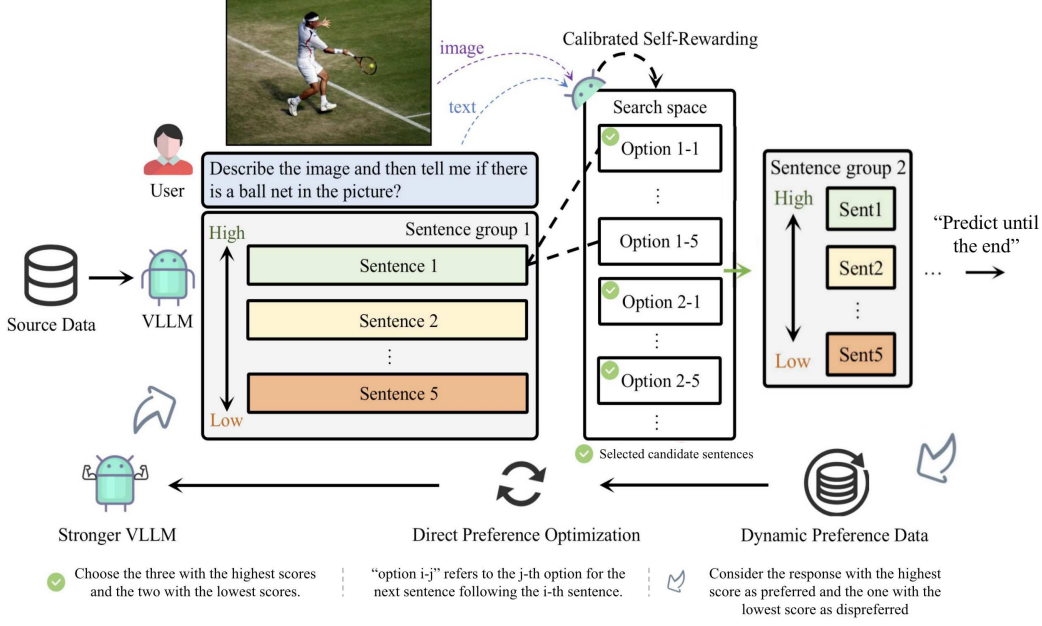 Calibrated Self-Rewarding
image
text
Search space
Option 1-1
⋮
Option 1-5
Option 2-1
⋮
Option 2-5
⋮
Selected candidate sentences
User
Describe the image and then tell me if there
is a ball net in the picture?
Sentence group 1
High
Sentence 1
Sentence 2
⋮
Sentence 5
Low
Source Data
VLLM
Sentence group 2
High
Sent1
Sent2
⋮
Sent5
Low
...
“Predict until
the end”
Stronger VLLM
Direct Preference Optimization
Dynamic Preference Data
Choose the three with the highest scores
and the two with the lowest scores.
“option i-j” refers to the j-th option for the
next sentence following the i-th sentence.
Consider the response with the highest
score as preferred and the one with the
lowest score as dispreferred